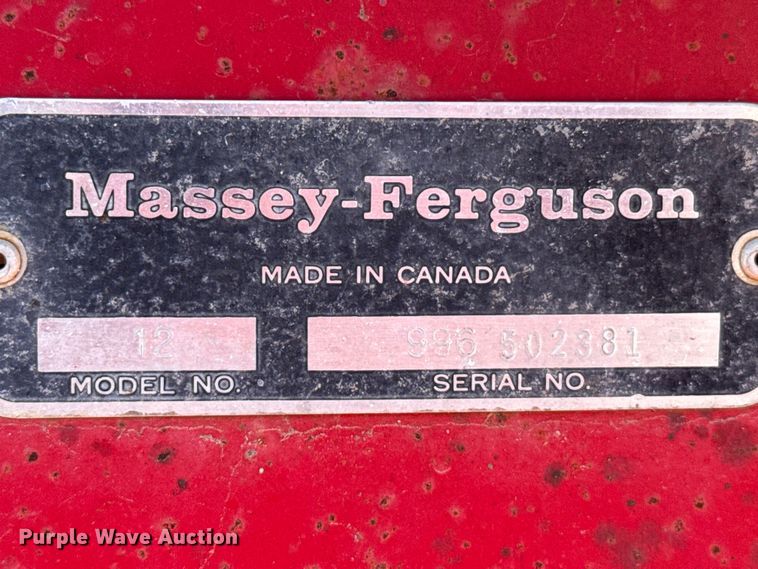 Massey-Ferguson
MADE IN CANADA
12 996 502381
MODEL NO. SERIAL NO.
Purple Wave Auction